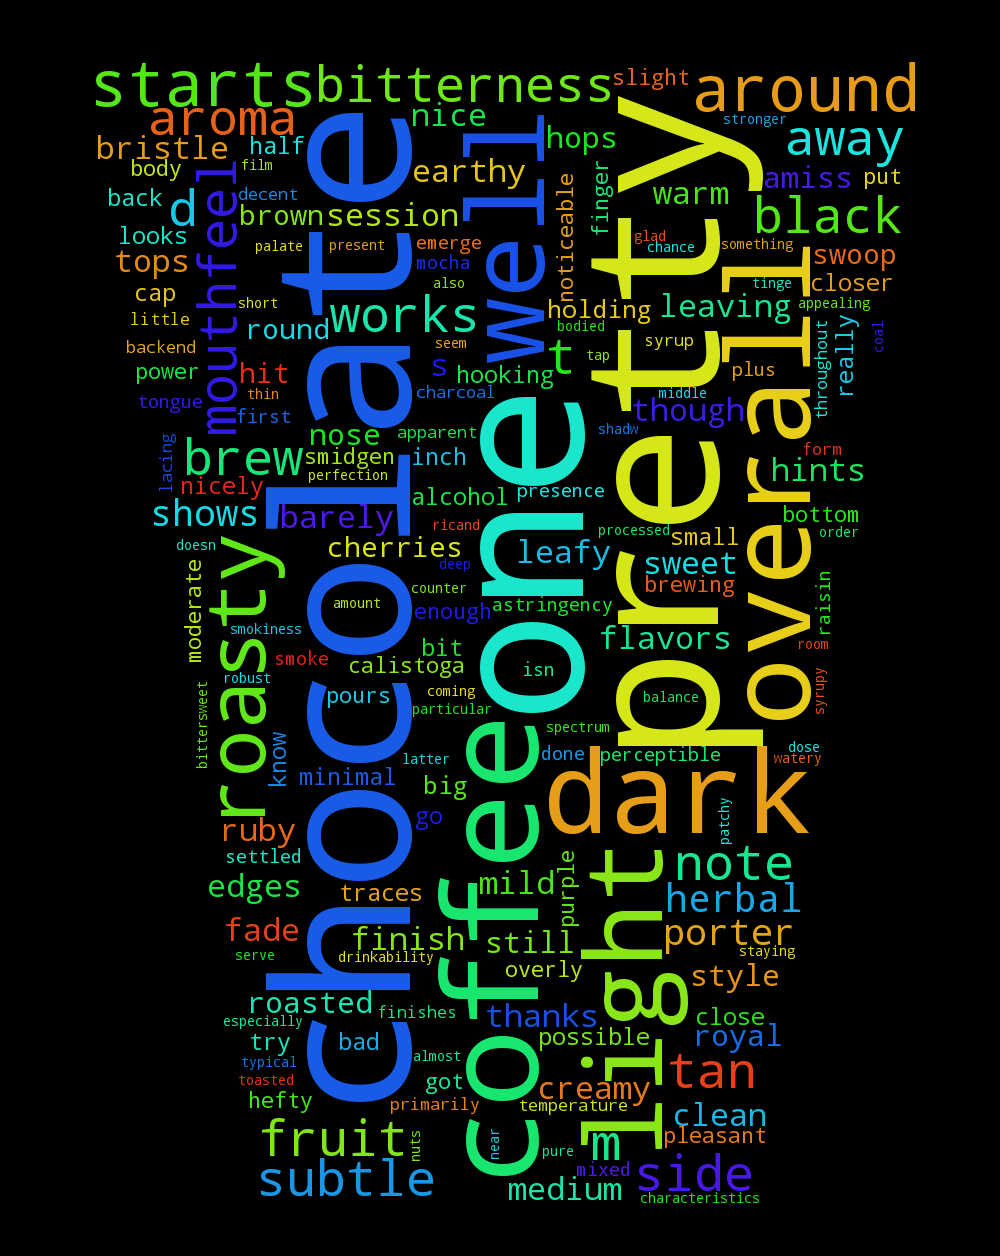 starts
bitterness
slight
around
stronger
aroma
nice
hops
away
bristle
half
film
body
earthy
amiss
put
back
d
decent
brown
session
noticeable
finger
warm
black
looks
palate
present
emerge
glad
chance
something
tops
mocha
swoop
cap
also
tinge
closer
short
holding
leaving
appealing
little
round
works
bodied
backend
seem
t
tap
syrup
throughout
really
coal
power
hit
s
hooking
plus
mouthfeel
tongue
thin
charcoal
middle
first
though
well
pretty
overall
chocolate
nose
apparent
shadw
lacing
brew
smidgen
inch
form
perfection
hints
nicely
alcohol
presence
shows
barely
ricand
bottom
processed
small
order
doesn
cherries
leafy
one
deep
sweet
roasty
moderate
counter
brewing
amount
enough
astringency
raisin
smokiness
flavors
room
smoke
bit
calistoga
isn
robust
pours
coming
balance
syrupy
bittersweet
particular
spectrum
know
latter
done
perceptible
dose
watery
minimal
big
dark
go
patchy
ruby
settled
note
edges
traces
mild
purple
herbal
coffee
light
fade
finish
still
porter
serve
drinkability
staying
overly
style
roasted
finishes
especially
thanks
close
try
bad
possible
royal
typical
almost
toasted
got
creamy
tan
hefty
primarily
temperature
clean
fruit
nuts
near
pure
m
pleasant
subtle
mixed
side
medium
characteristics